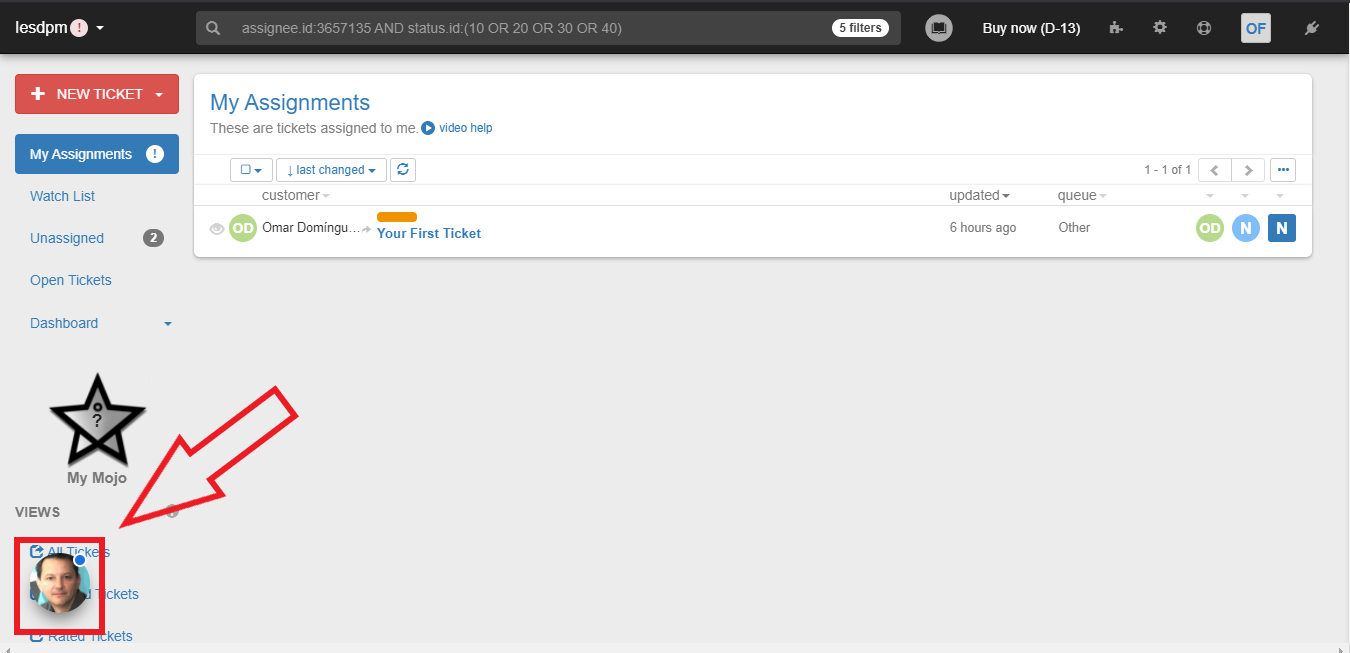 lesdpm !
assignee.id:3657135 AND status.id:(10 OR 20 OR 30 OR 40)
5 filters
Buy now (D-13)
OF
NEW TICKET
My Assignments !
Watch List
Unassigned 2
Open Tickets
Dashboard
?
My Mojo
VIEWS
All Tickets
d Tickets
Rated Tickets
My Assignments
These are tickets assigned to me. video help
↓ last changed
1 - 1 of 1
customer updated queue
OD Omar Domíngu... Your First Ticket 6 hours ago Other OD N N